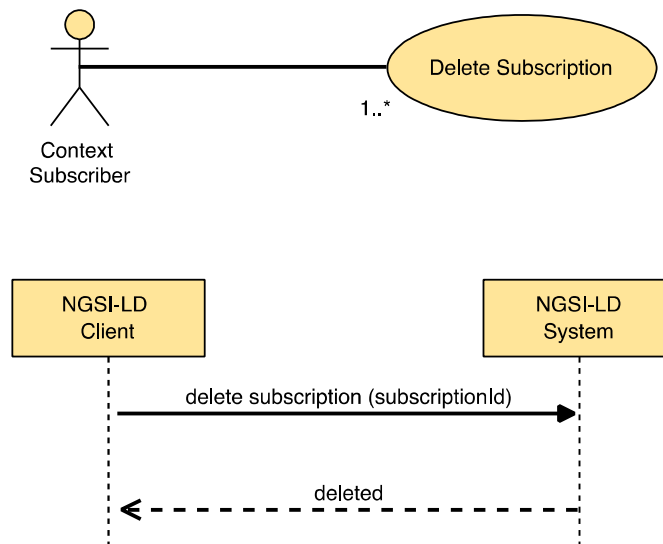 Delete Subscription
1..*
Context
Subscriber
NGSI-LD
Client
NGSI-LD
System
delete subscription (subscriptionId)
deleted